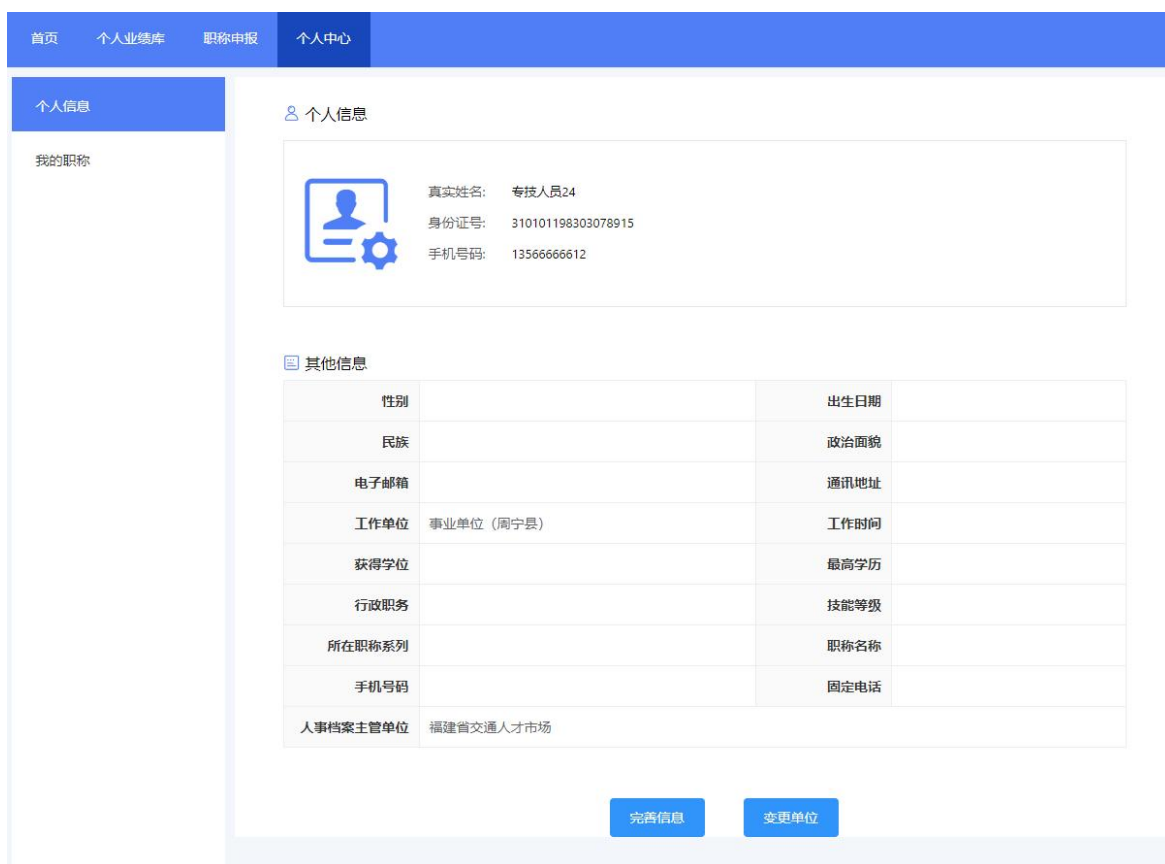 首页 个人业绩库 职称申报 个人中心
个人信息
我的职称
个人信息
真实姓名: 专技人员24
身份证号: 310101198303078915
手机号码: 13566666612
其他信息
性别 出生日期
民族 政治面貌
电子邮箱 通讯地址
工作单位 事业单位（周宁县） 工作时间
获得学位 最高学历
行政职务 技能等级
所在职称系列 职称名称
手机号码 固定电话
人事档案主管单位 福建省交通人才市场
完善信息 变更单位